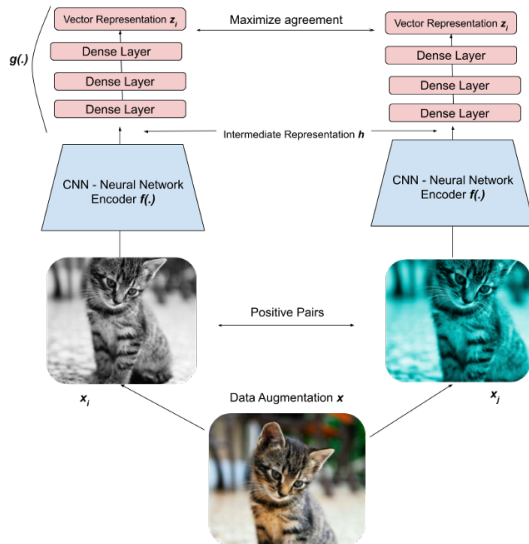 Vector Representation z_i
Maximize agreement
Vector Representation z_i
g(.)
Dense Layer
Dense Layer
Dense Layer
Dense Layer
Dense Layer
Dense Layer
Intermediate Representation h
CNN - Neural Network
Encoder f(.)
CNN - Neural Network
Encoder f(.)
Positive Pairs
x_i
Data Augmentation x
x_j